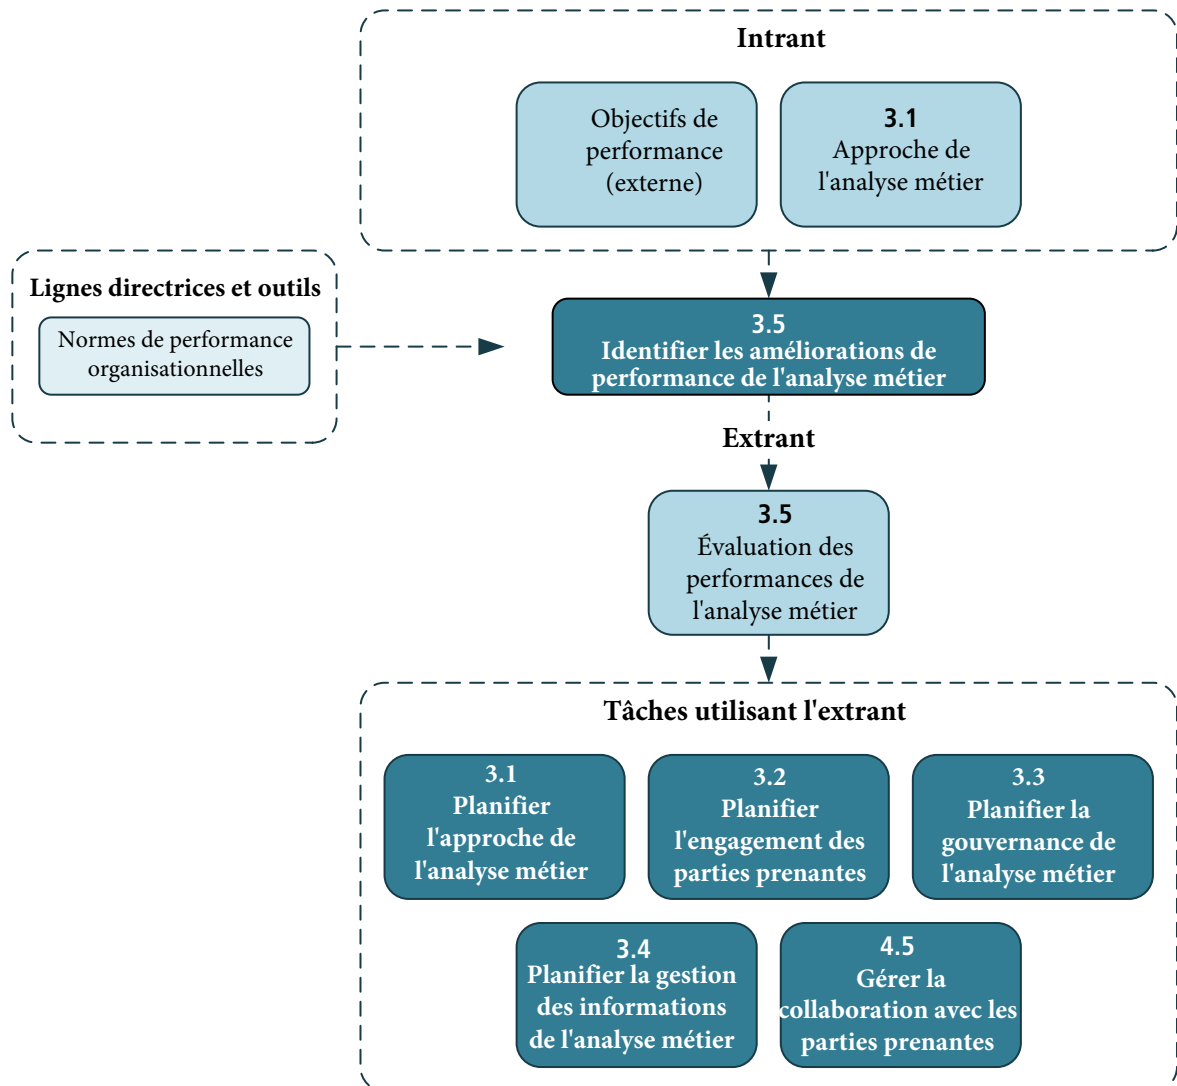 Intrant
Objectifs de
performance
(externe)
3.1
Approche de
l'analyse métier
Lignes directrices et outils
Normes de performance
organisationnelles
3.5
Identifier les améliorations de
performance de l'analyse métier
Extrant
3.5
Évaluation des
performances de
l'analyse métier
Tâches utilisant l'extrant
3.1
Planifier
l'approche de
l'analyse métier
3.2
Planifier
l'engagement des
parties prenantes
3.3
Planifier la
gouvernance de
l'analyse métier
3.4
Planifier la gestion
des informations
de l'analyse métier
4.5
Gérer la
collaboration avec les
parties prenantes